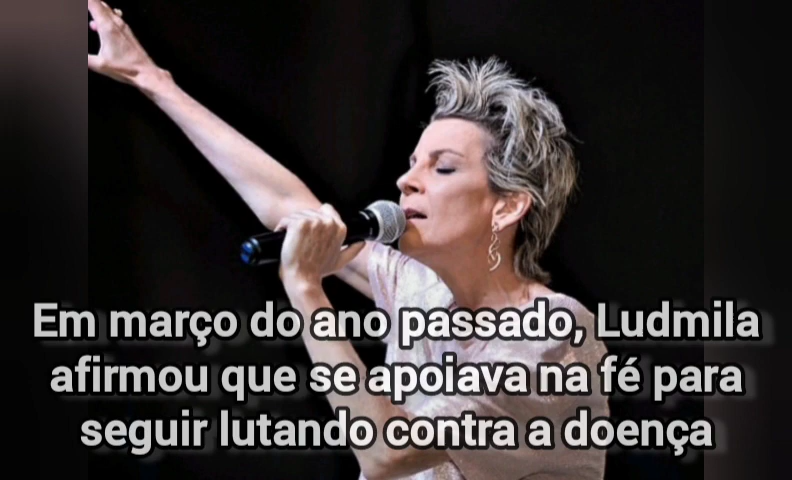 Em março do ano passado, Ludmila
afirmou que se apoiava na fé para
seguir lutando contra a doença